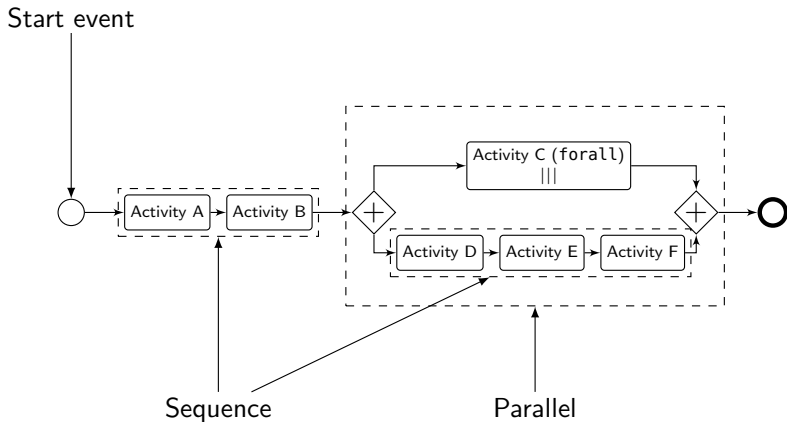 Start event
Activity C (forall)
|||
Activity A
Activity B
Activity D
Activity E
Activity F
Sequence
Parallel